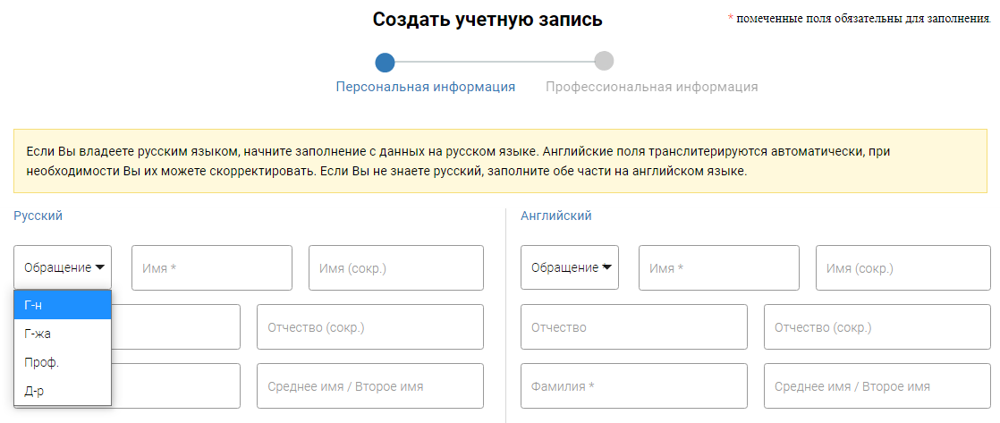 Создать учетную запись
* помеченные поля обязательны для заполнения.
Персональная информация
Профессиональная информация
Если Вы владеете русским языком, начните заполнение с данных на русском языке. Английские поля транслитерируются автоматически, при
необходимости Вы их можете скорректировать. Если Вы не знаете русский, заполните обе части на английском языке.
Русский
Обращение
Имя *
Имя (сокр.)
Г-н
Г-жа
Проф.
Д-р
Отчество (сокр.)
Среднее имя / Второе имя
Английский
Обращение *
Имя *
Имя (сокр.)
Отчество
Отчество (сокр.)
Фамилия *
Среднее имя / Второе имя